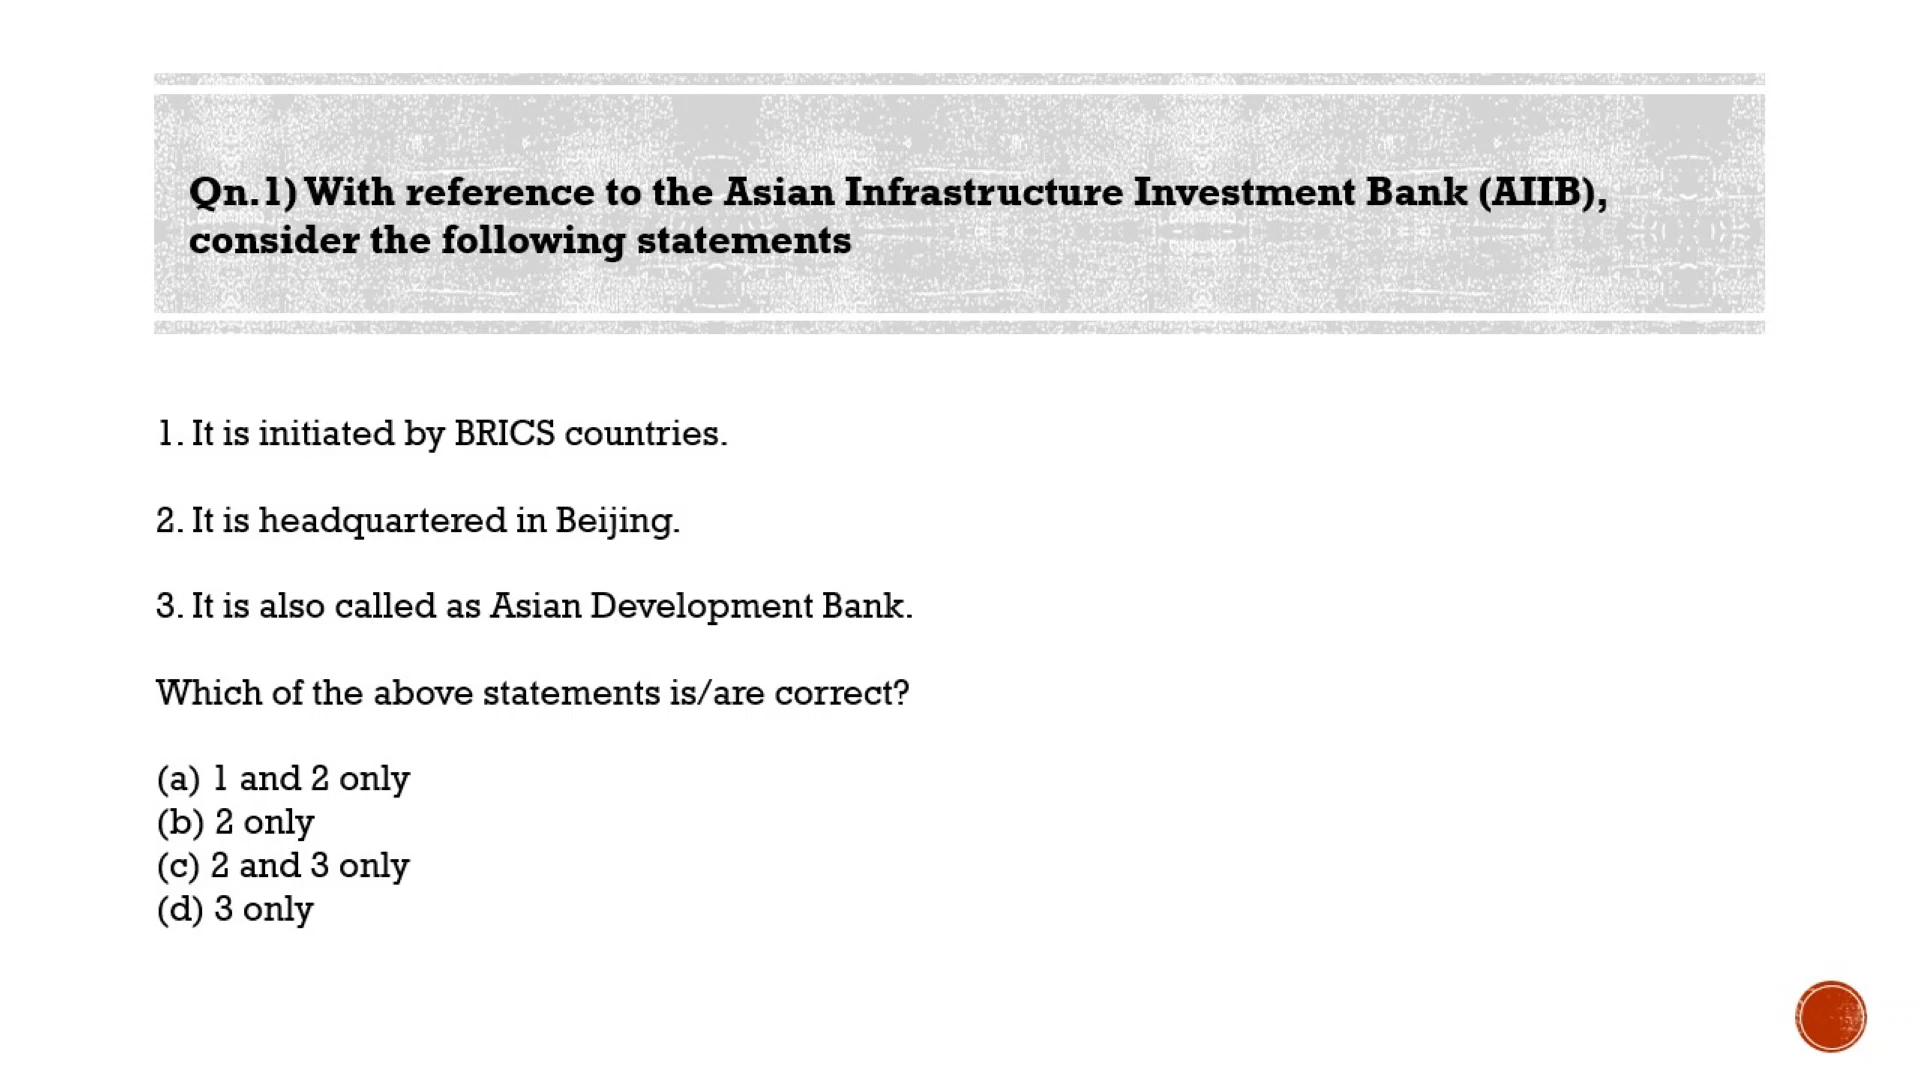 Qn.1) With reference to the Asian Infrastructure Investment Bank (AIIB),
consider the following statements
1. It is initiated by BRICS countries.
2. It is headquartered in Beijing.
3. It is also called as Asian Development Bank.
Which of the above statements is/are correct?
(a) 1 and 2 only
(b) 2 only
(c) 2 and 3 only
(d) 3 only